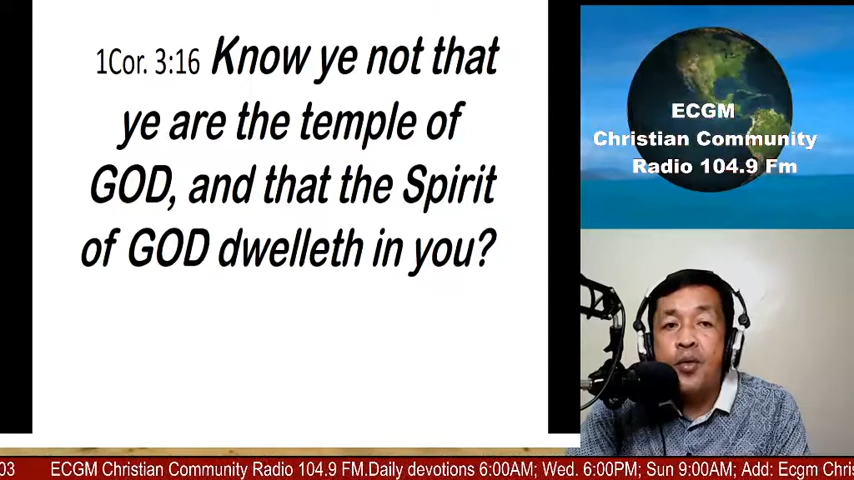 1Cor. 3:16 Know ye not that
ye are the temple of
GOD, and that the Spirit
of GOD dwelleth in you?
ECGM
Christian Community
Radio 104.9 Fm
03 ECGM Christian Community Radio 104.9 FM.Daily devotions 6:00AM; Wed. 6:00PM; Sun 9:00AM; Add: Ecgm Chris